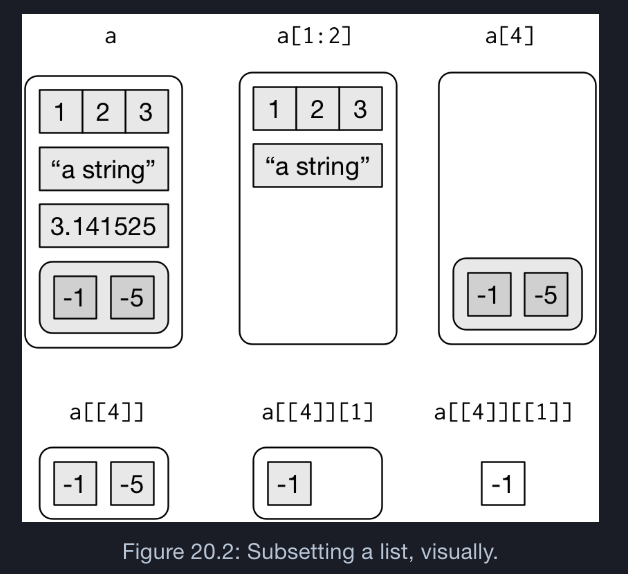 a a[1:2] a[4]
1 2 3 1 2 3
“a string” “a string”
3.141525
-1 -5 -1 -5
a[[4]] a[[4]][1] a[[4]][[1]]
-1 -5 -1 -1
Figure 20.2: Subsetting a list, visually.